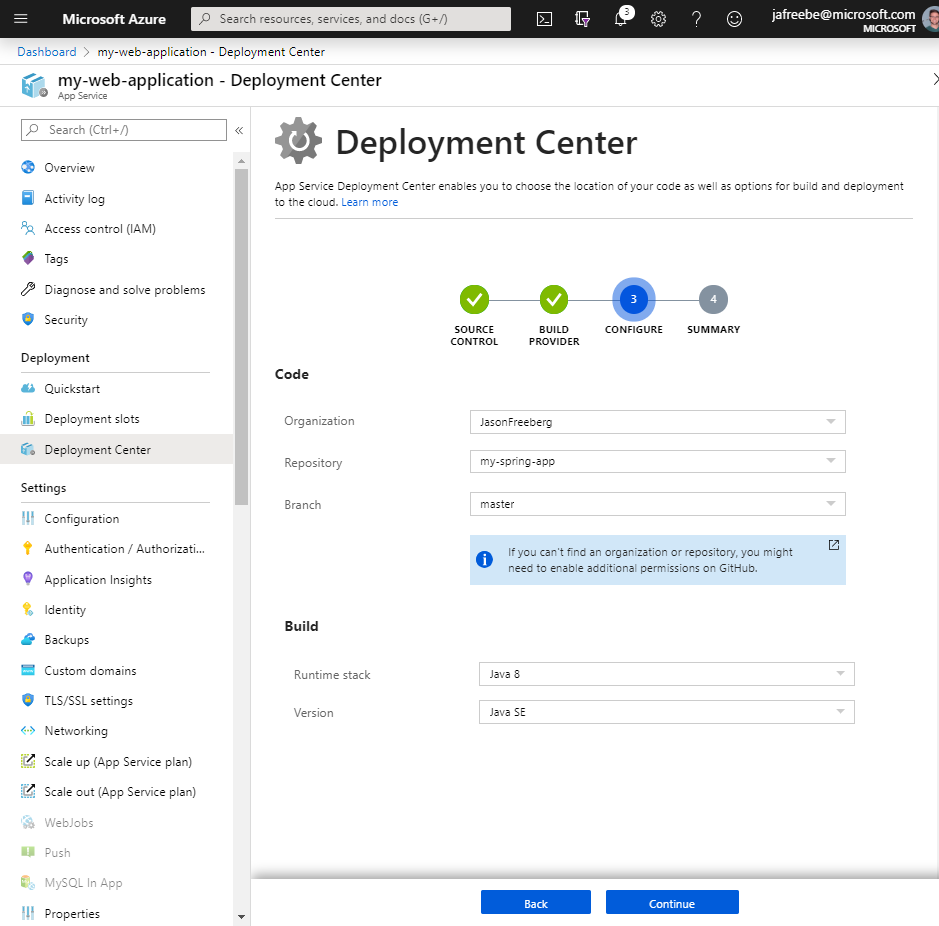 Microsoft Azure
Search resources, services, and docs (G+/)
3
jafreebe@microsoft.com
MICROSOFT
Dashboard > my-web-application - Deployment Center
my-web-application - Deployment Center
App Service
Search (Ctrl+/)
«
Overview
Activity log
Access control (IAM)
Tags
Diagnose and solve problems
Security
Deployment
Quickstart
Deployment slots
Deployment Center
Settings
Configuration
Authentication / Authorizati...
Application Insights
Identity
Backups
Custom domains
TLS/SSL settings
Networking
Scale up (App Service plan)
Scale out (App Service plan)
WebJobs
Push
MySQL In App
Properties
Deployment Center
App Service Deployment Center enables you to choose the location of your code as well as options for build and deployment
to the cloud. Learn more
3
4
SOURCE
CONTROL
BUILD
PROVIDER
CONFIGURE
SUMMARY
Code
Organization
JasonFreeberg
Repository
my-spring-app
Branch
master
If you can't find an organization or repository, you might
need to enable additional permissions on GitHub.
Build
Runtime stack
Java 8
Version
Java SE
Back
Continue